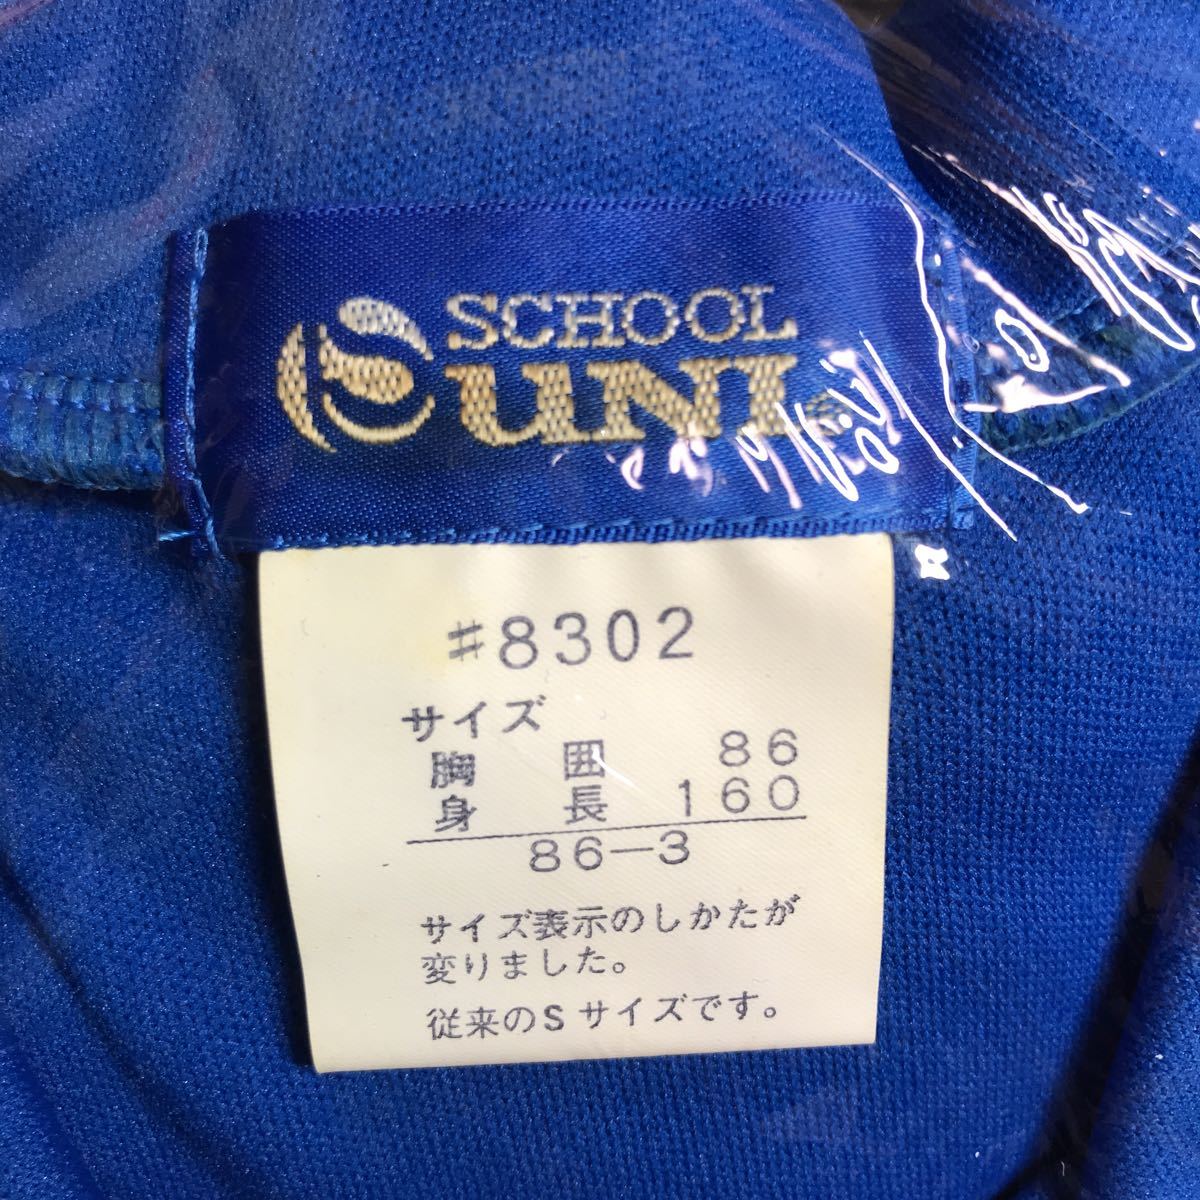 SCHOOL
UNI
#8302
サイズ
胸 囲 86
身 長 160
86-3
サイズ表示のしかたが
変りました。
従来のSサイズです。